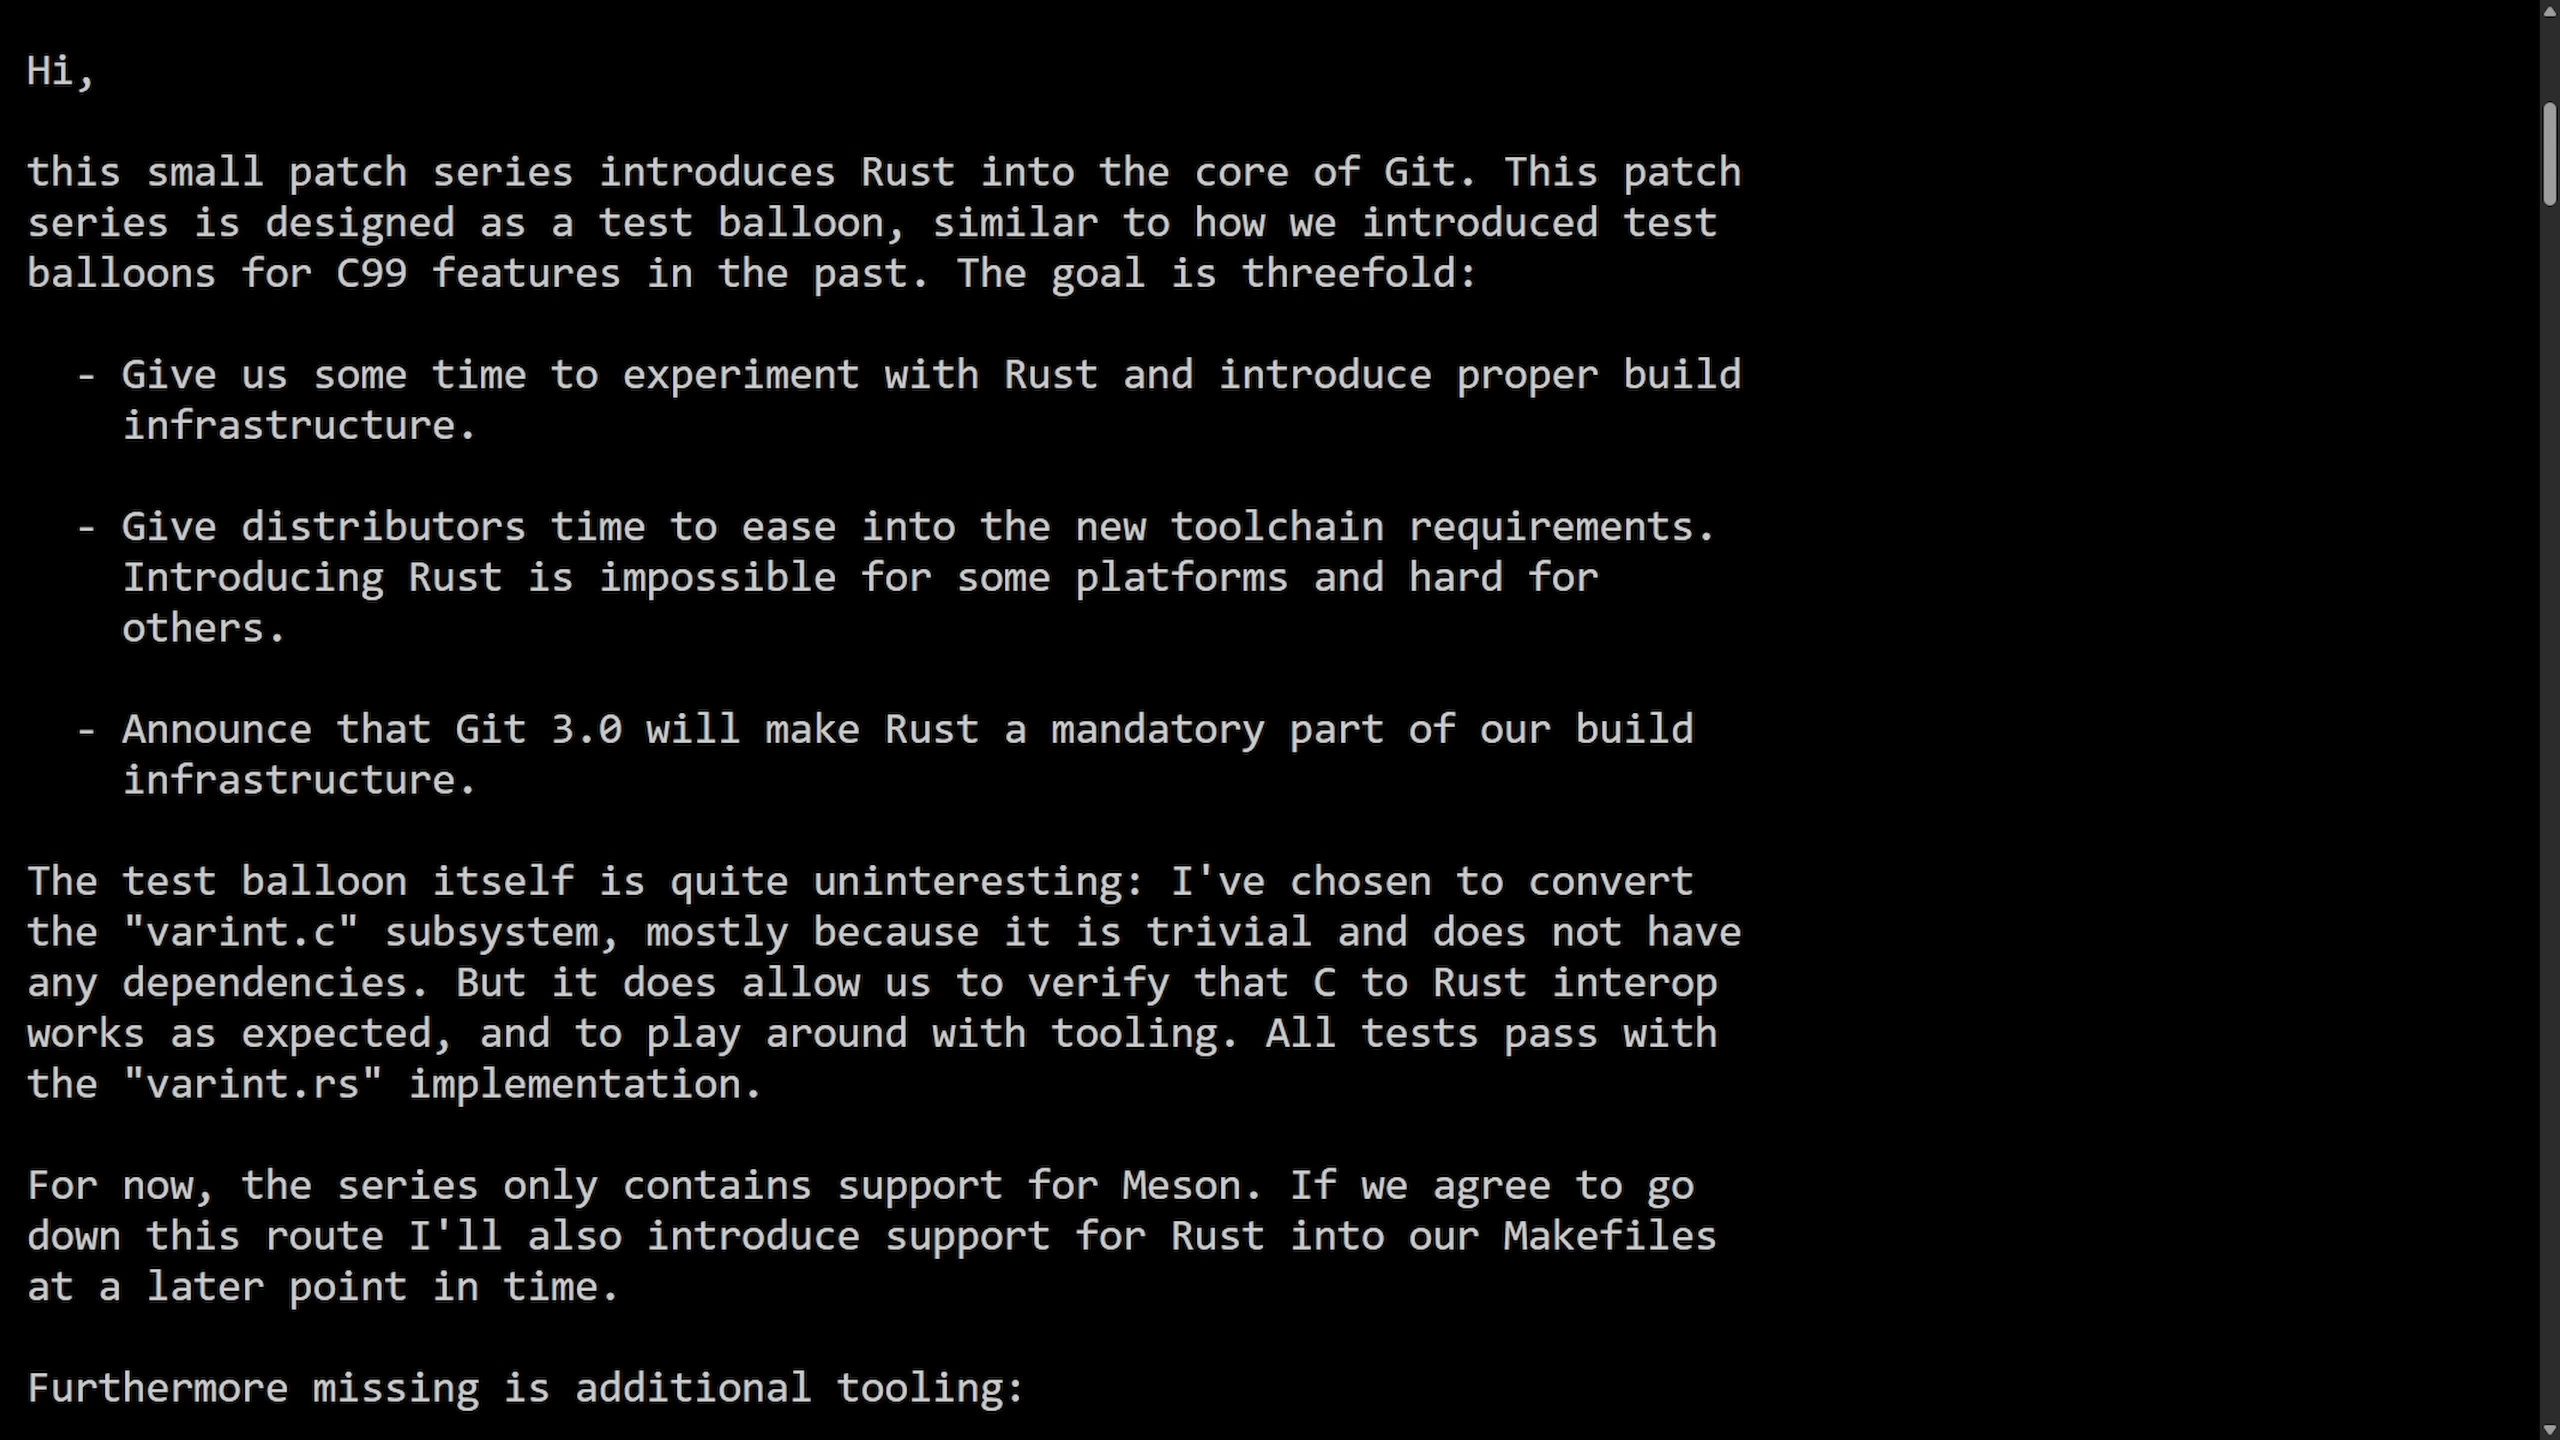 Hi,
this small patch series introduces Rust into the core of Git. This patch
series is designed as a test balloon, similar to how we introduced test
balloons for C99 features in the past. The goal is threefold:
- Give us some time to experiment with Rust and introduce proper build
infrastructure.
- Give distributors time to ease into the new toolchain requirements.
Introducing Rust is impossible for some platforms and hard for
others.
- Announce that Git 3.0 will make Rust a mandatory part of our build
infrastructure.
The test balloon itself is quite uninteresting: I've chosen to convert
the "varint.c" subsystem, mostly because it is trivial and does not have
any dependencies. But it does allow us to verify that C to Rust interop
works as expected, and to play around with tooling. All tests pass with
the "varint.rs" implementation.
For now, the series only contains support for Meson. If we agree to go
down this route I'll also introduce support for Rust into our Makefiles
at a later point in time.
Furthermore missing is additional tooling: